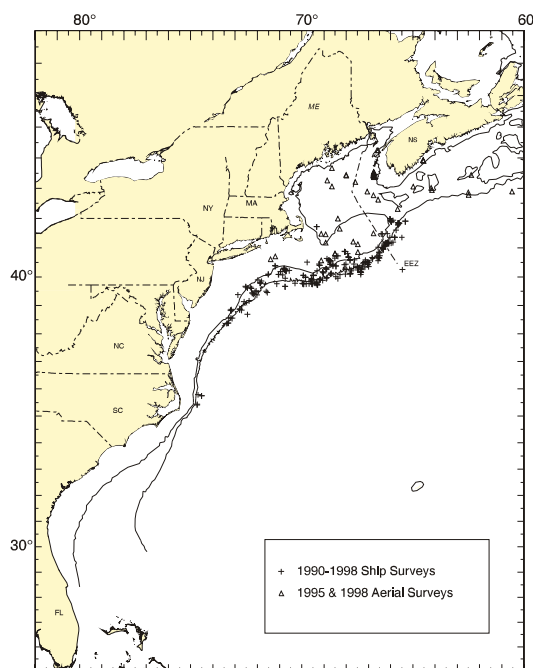 80°
70°
60
ME
NS
NY
MA
40°
NJ
EEZ
NC
SC
30°
1990-1998 Ship Surveys
1995 & 1998 Aerial Surveys
FL